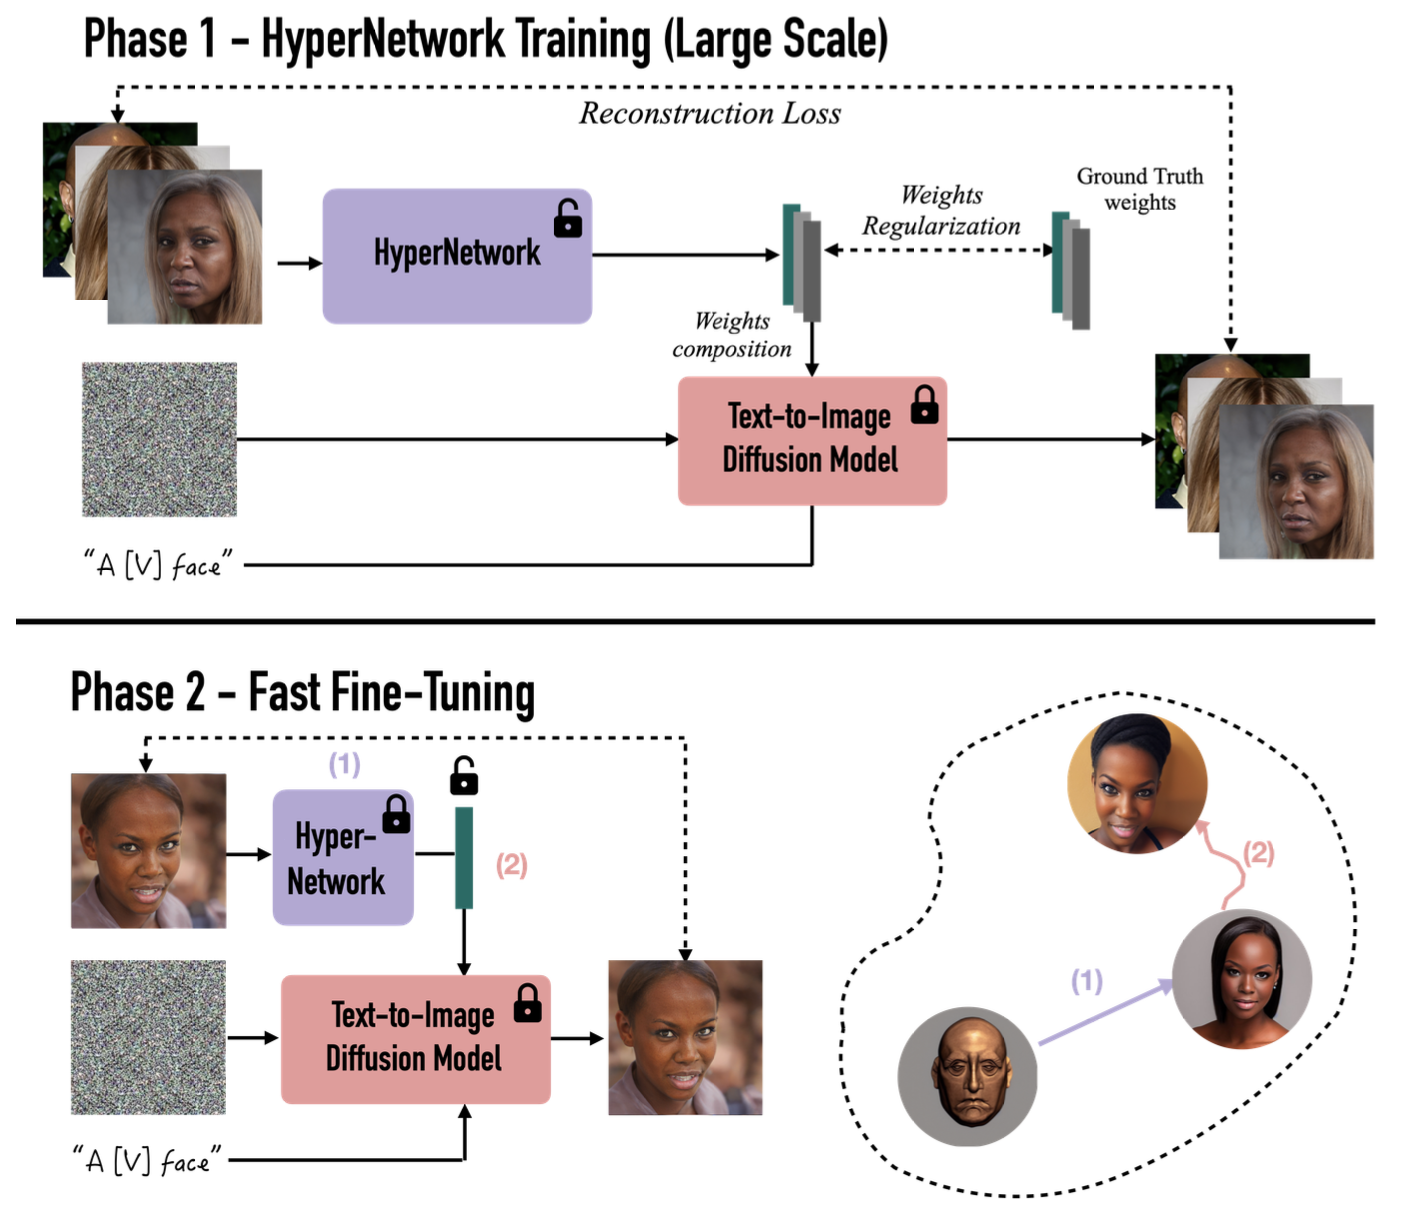 Phase 1 - HyperNetwork Training (Large Scale)
Reconstruction Loss
HyperNetwork
Weights
Regularization
Ground Truth
weights
Weights
composition
Text-to-Image
Diffusion Model
“A [V] face”
Phase 2 - Fast Fine-Tuning
(1)
Hyper-
Network
(2)
Text-to-Image
Diffusion Model
“A [V] face”
(2)
(1)